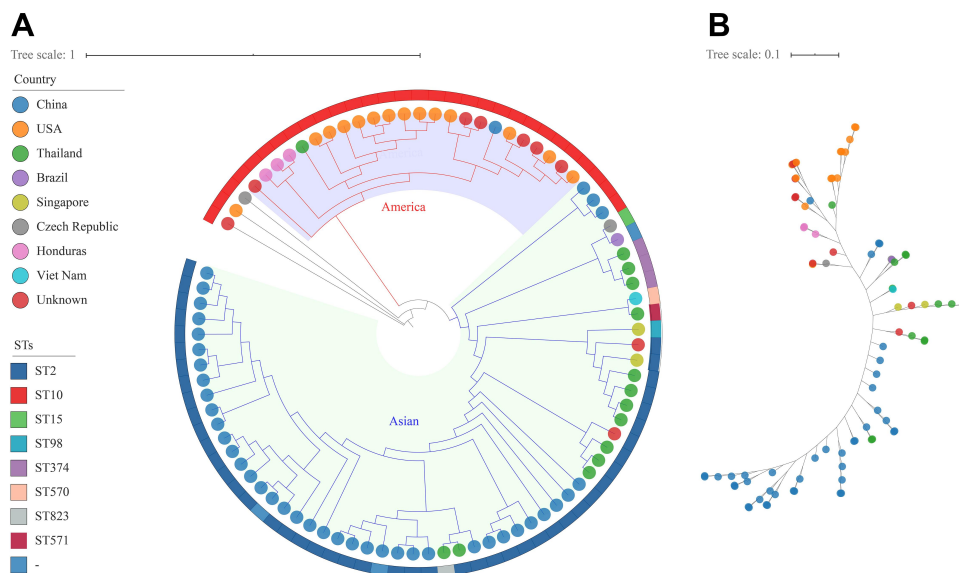 A
B
Tree scale: 1
Tree scale: 0.1
Country
China
USA
Thailand
Brazil
Singapore
Czech Republic
Honduras
Viet Nam
Unknown
America
Asian
STs
ST2
ST10
ST15
ST98
ST374
ST570
ST823
ST571
-